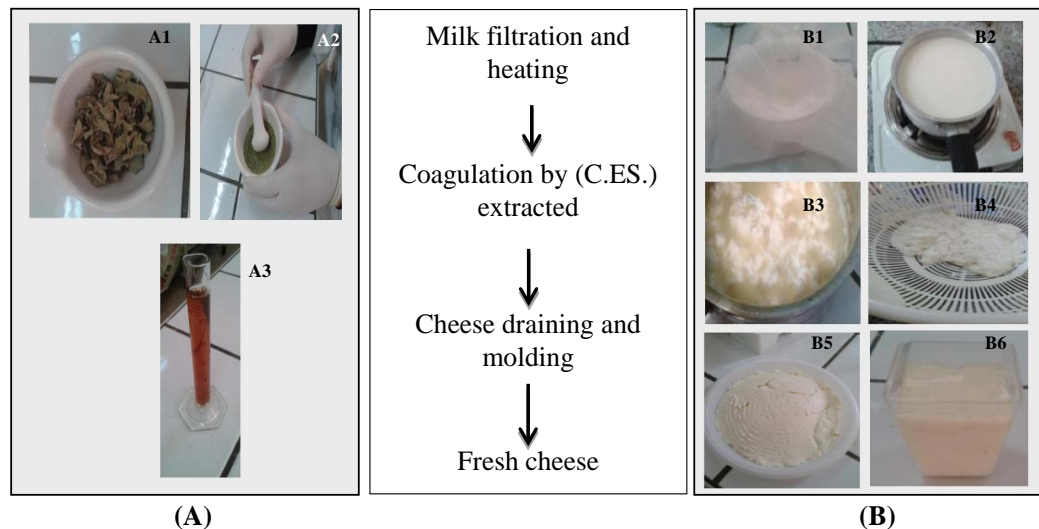 A1
A2
A3
(A)
Milk filtration and
heating
Coagulation by (C.ES.)
extracted
Cheese draining and
molding
Fresh cheese
B1
B2
B3
B4
B5
B6
(B)